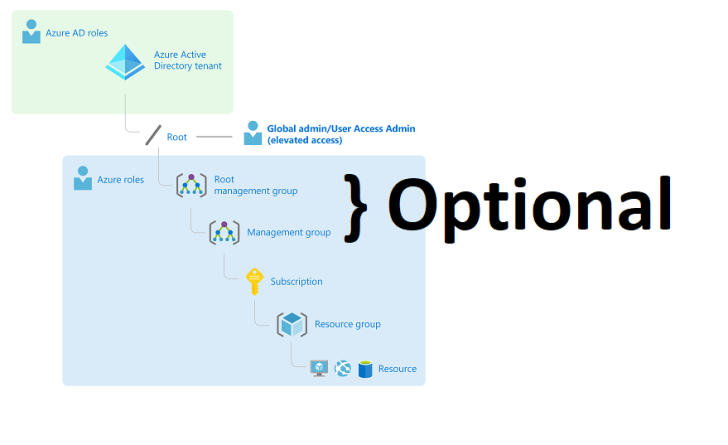 Azure AD roles
Azure Active
Directory tenant
Root
Global admin/User Access Admin
(elevated access)
Azure roles
Root
management group
} Optional
Management group
Subscription
Resource group
Resource